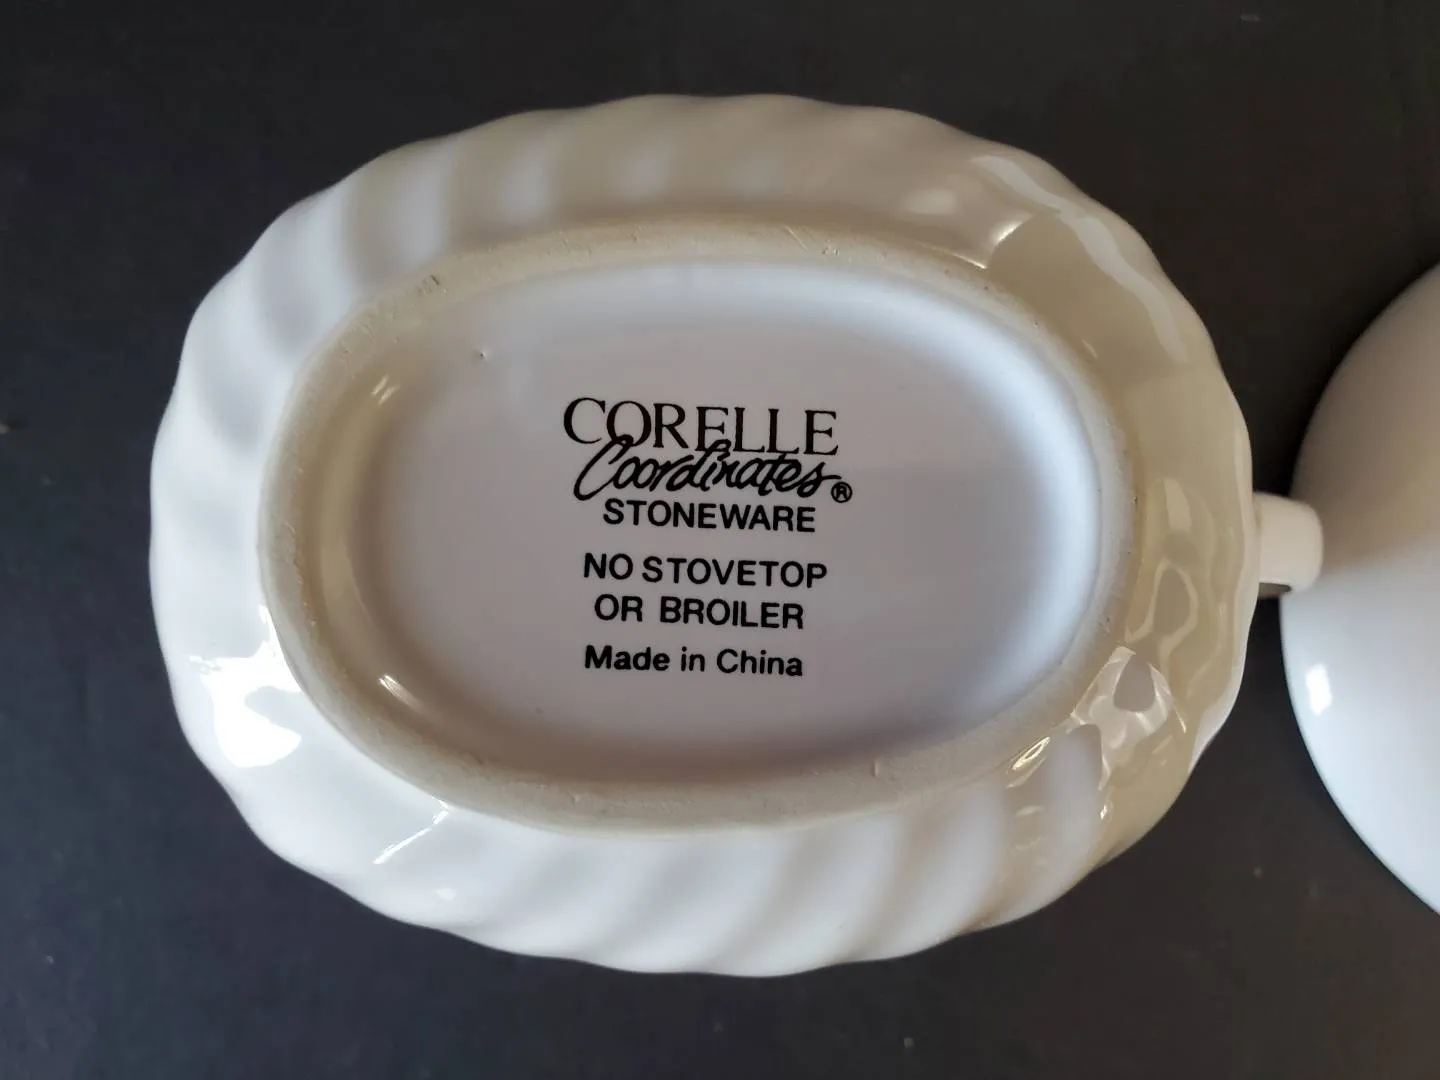 CORELLE
Coordinates®
STONEWARE
NO STOVETOP
OR BROILER
Made in China